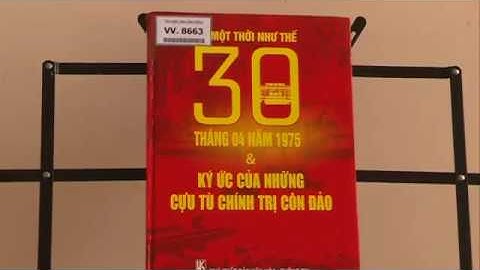 VV. 8663
MỘT THỜI NHƯ THẾ
30
THÁNG 04 NĂM 1975
&
KÝ ỨC CỦA NHỮNG
CỰU TÙ CHÍNH TRỊ CÔN ĐẢO